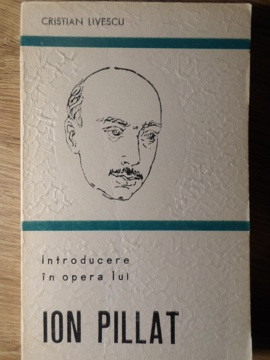 CRISTIAN LIVESCU
Introducere
în opera lui
ION PILLAT